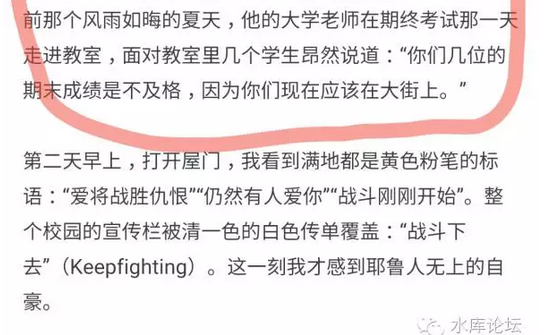 前那个风雨如晦的夏天，他的大学老师在期终考试那一天
走进教室，面对教室里几个学生昂然说道：“你们几位的
期末成绩是不及格，因为你们现在应该在大街上。”
第二天早上，打开屋门，我看到满地都是黄色粉笔的标
语：“爱将战胜仇恨”“仍然有人爱你”“战斗刚刚开始”。整
个校园的宣传栏被清一色的白色传单覆盖：“战斗下
去”（Keepfighting）。这一刻我才感到耶鲁人无上的自
豪。
水库论坛